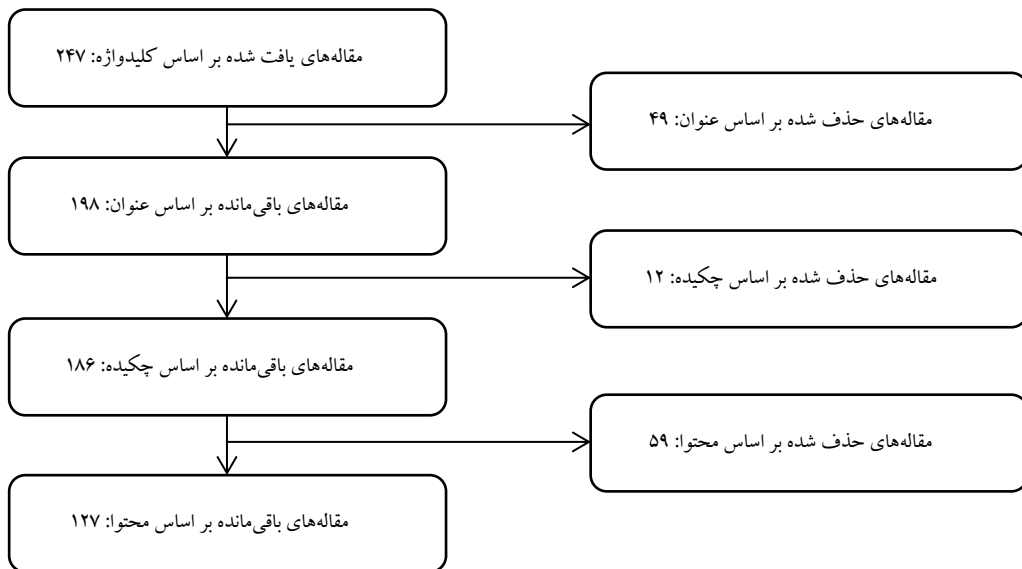 مقاله‌های یافت شده بر اساس کلیدواژه: ۲۴۷
مقاله‌های حذف شده بر اساس عنوان: ۴۹
مقاله‌های باقی‌مانده بر اساس عنوان: ۱۹۸
مقاله‌های حذف شده بر اساس چکیده: ۱۲
مقاله‌های باقی‌مانده بر اساس چکیده: ۱۸۶
مقاله‌های حذف شده بر اساس محتوا: ۵۹
مقاله‌های باقی‌مانده بر اساس محتوا: ۱۲۷